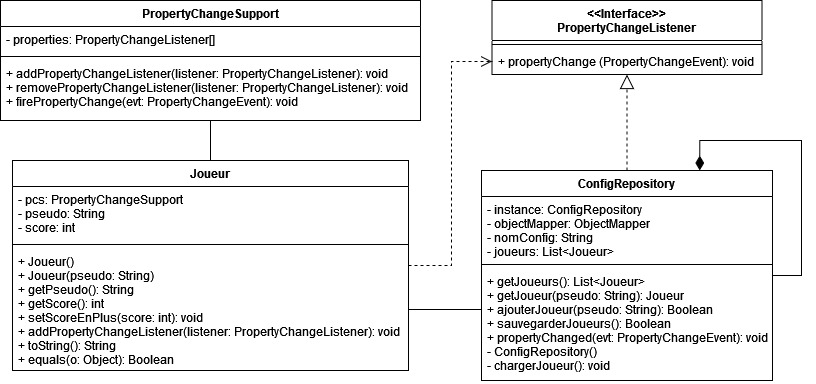 PropertyChangeSupport
- properties: PropertyChangeListener[]
+ addPropertyChangeListener(listener: PropertyChangeListener): void
+ removePropertyChangeListener(listener: PropertyChangeListener): void
+ firePropertyChange(evt: PropertyChangeEvent): void
<<Interface>>
PropertyChangeListener
+ propertyChange (PropertyChangeEvent): void
Joueur
- pcs: PropertyChangeSupport
- pseudo: String
- score: int
+ Joueur()
+ Joueur(pseudo: String)
+ getPseudo(): String
+ getScore(): int
+ setScoreEnPlus(score: int): void
+ addPropertyChangeListener(listener: PropertyChangeListener): void
+ toString(): String
+ equals(o: Object): Boolean
ConfigRepository
- instance: ConfigRepository
- objectMapper: ObjectMapper
- nomConfig: String
- joueurs: List<Joueur>
+ getJoueurs(): List<Joueur>
+ getJoueur(pseudo: String): Joueur
+ ajouterJoueur(pseudo: String): Boolean
+ sauvegarderJoueurs(): Boolean
+ propertyChanged(evt: PropertyChangeEvent): void
- ConfigRepository()
- chargerJoueur(): void